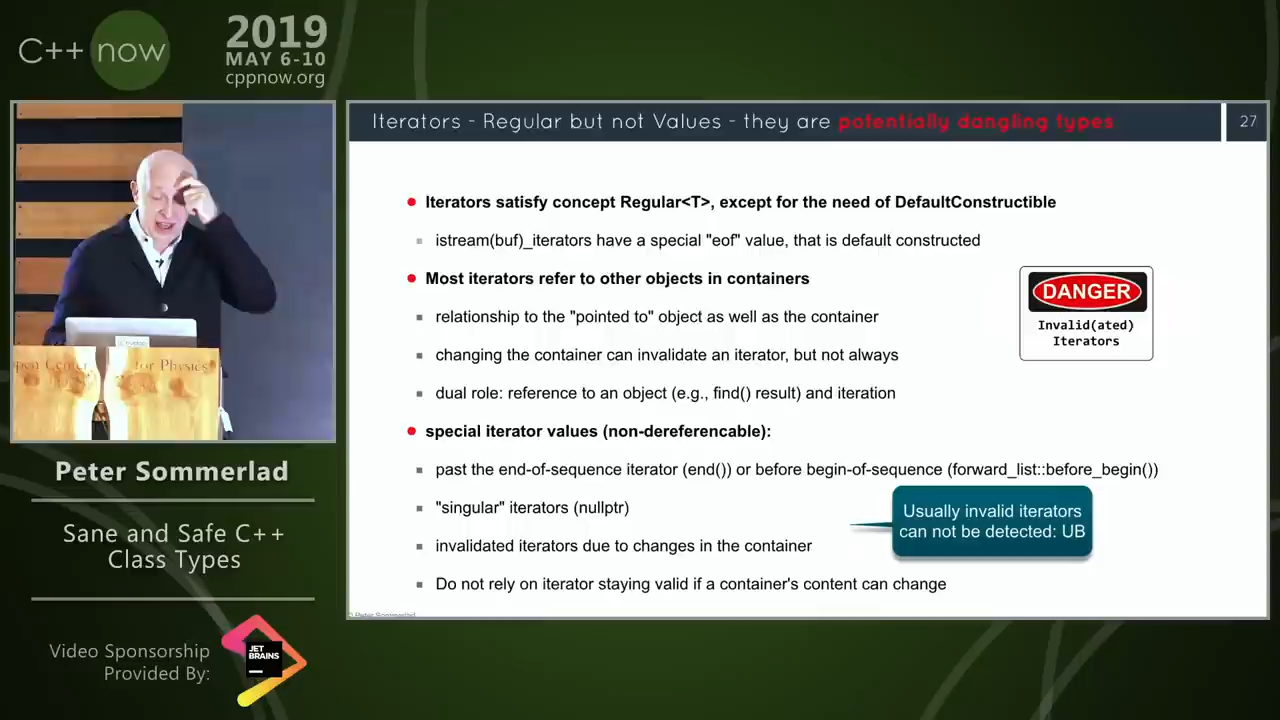 C++ now
2019
MAY 6-10
cppnow.org
Iterators - Regular but not Values - they are potentially dangling types
27
Iterators satisfy concept Regular<T>, except for the need of DefaultConstructible
istream(buf)_iterators have a special "eof" value, that is default constructed
Most iterators refer to other objects in containers
relationship to the "pointed to" object as well as the container
changing the container can invalidate an iterator, but not always
dual role: reference to an object (e.g., find() result) and iteration
DANGER
Invalid(ated)
Iterators
special iterator values (non-dereferencable):
past the end-of-sequence iterator (end()) or before begin-of-sequence (forward_list::before_begin())
"singular" iterators (nullptr)
invalidated iterators due to changes in the container
Do not rely on iterator staying valid if a container's content can change
Usually invalid iterators
can not be detected: UB
© Peter Sommerlad
Center for Physics
Peter Sommerlad
Sane and Safe C++
Class Types
Video Sponsorship
Provided By:
JET
BRAINS